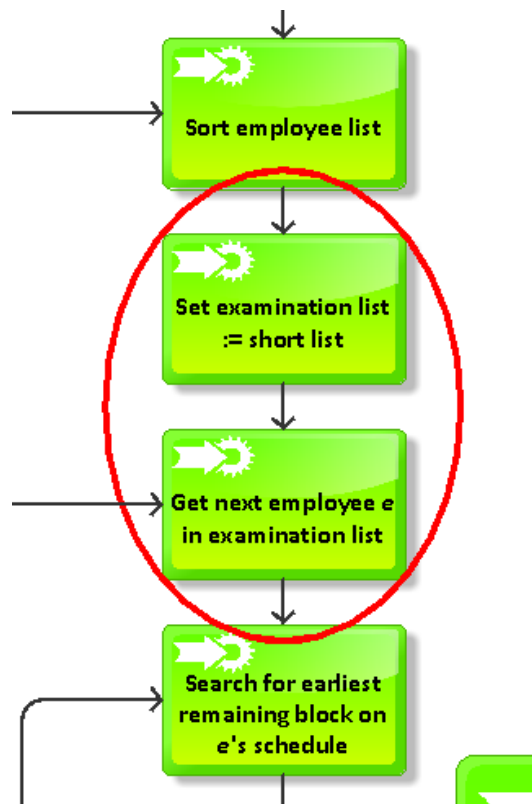 Sort employee list
Set examination list
:= short list
Get next employee e
in examination list
Search for earliest
remaining block on
e's schedule